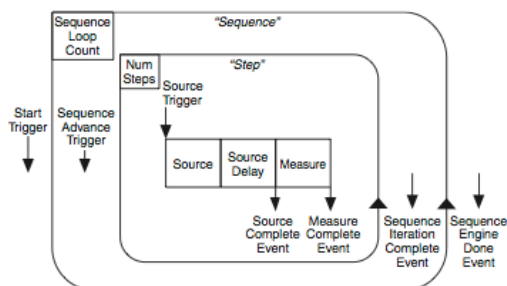 Sequence
Loop
Count
"Sequence"
Num
Steps
"Step"
Source
Trigger
Start
Trigger
Sequence
Advance
Trigger
Source
Source
Delay
Measure
Source
Complete
Event
Measure
Complete
Event
Sequence
Iteration
Complete
Event
Sequence
Engine
Done
Event